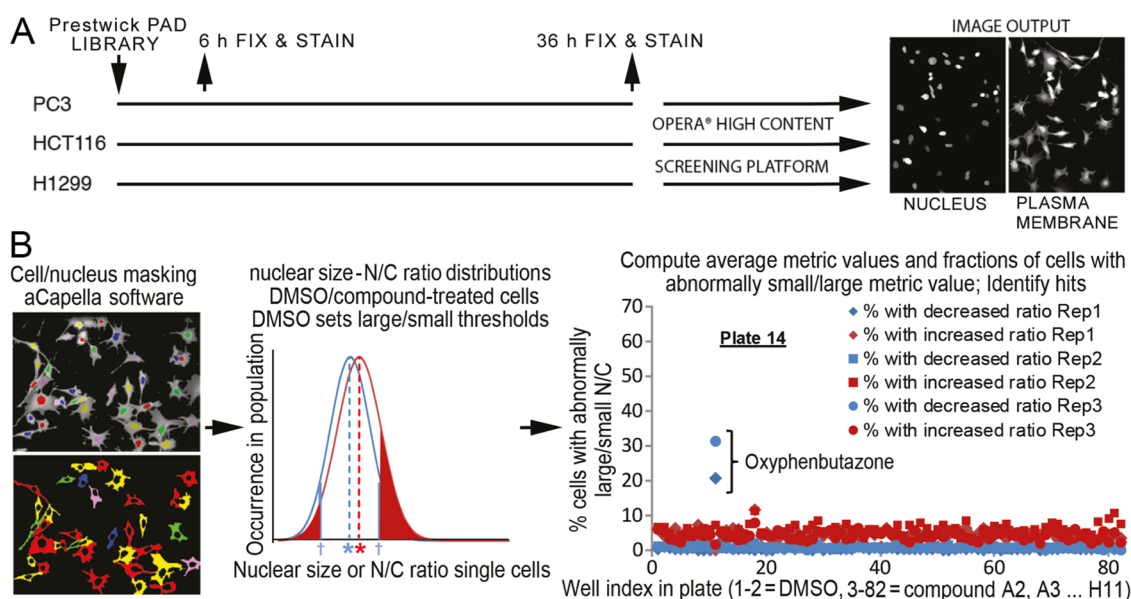 A
Prestwick PAD
LIBRARY
6 h FIX & STAIN
36 h FIX & STAIN
IMAGE OUTPUT
PC3
HCT116
H1299
OPERA® HIGH CONTENT
SCREENING PLATFORM
NUCLEUS
PLASMA
MEMBRANE
B
Cell/nucleus masking
aCapella software
nuclear size-N/C ratio distributions
DMSO/compound-treated cells
DMSO sets large/small thresholds
Occurrence in population
† * * †
Nuclear size or N/C ratio single cells
Compute average metric values and fractions of cells with
abnormally small/large metric value; Identify hits
% cells with abnormally
large/small N/C
70
60
50
40
30
20
10
0
Plate 14
% with decreased ratio Rep1
% with increased ratio Rep1
% with decreased ratio Rep2
% with increased ratio Rep2
% with decreased ratio Rep3
% with increased ratio Rep3
Oxyphenbutazone
0 20 40 60 80
Well index in plate (1-2 = DMSO, 3-82 = compound A2, A3 ... H11)